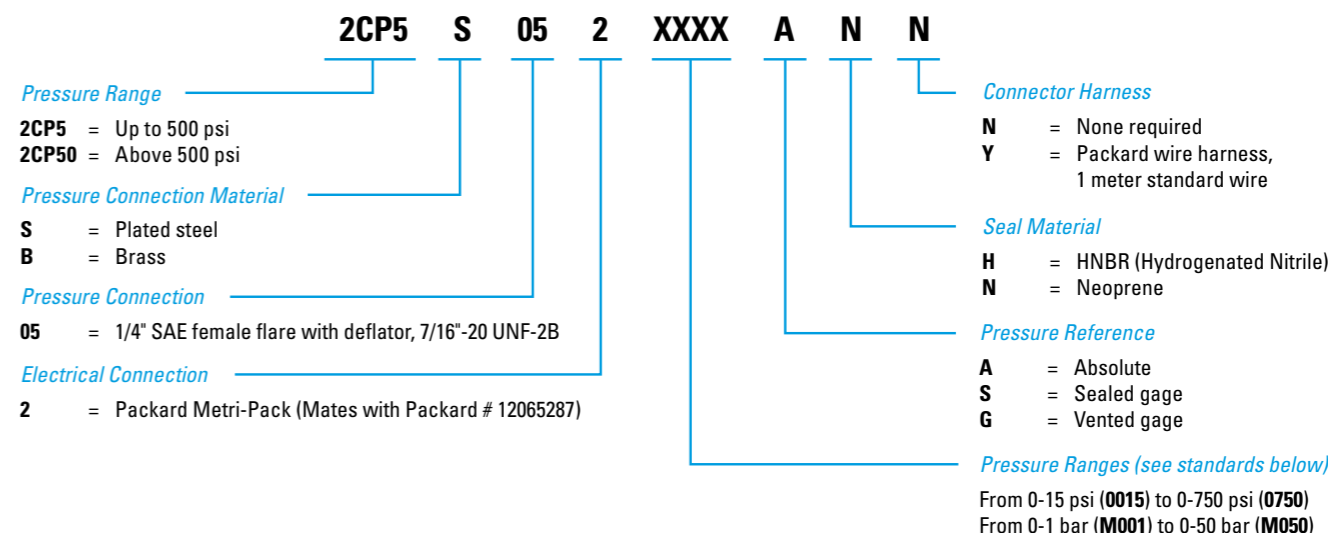 2CP5 S 05 2 XXXX A N N
Pressure Range
2CP5 = Up to 500 psi
2CP50 = Above 500 psi
Pressure Connection Material
S = Plated steel
B = Brass
Pressure Connection
05 = 1/4" SAE female flare with deflator, 7/16"-20 UNF-2B
Electrical Connection
2 = Packard Metri-Pack (Mates with Packard # 12065287)
Connector Harness
N = None required
Y = Packard wire harness,
1 meter standard wire
Seal Material
H = HNBR (Hydrogenated Nitrile)
N = Neoprene
Pressure Reference
A = Absolute
S = Sealed gage
G = Vented gage
Pressure Ranges (see standards below)
From 0-15 psi (0015) to 0-750 psi (0750)
From 0-1 bar (M001) to 0-50 bar (M050)